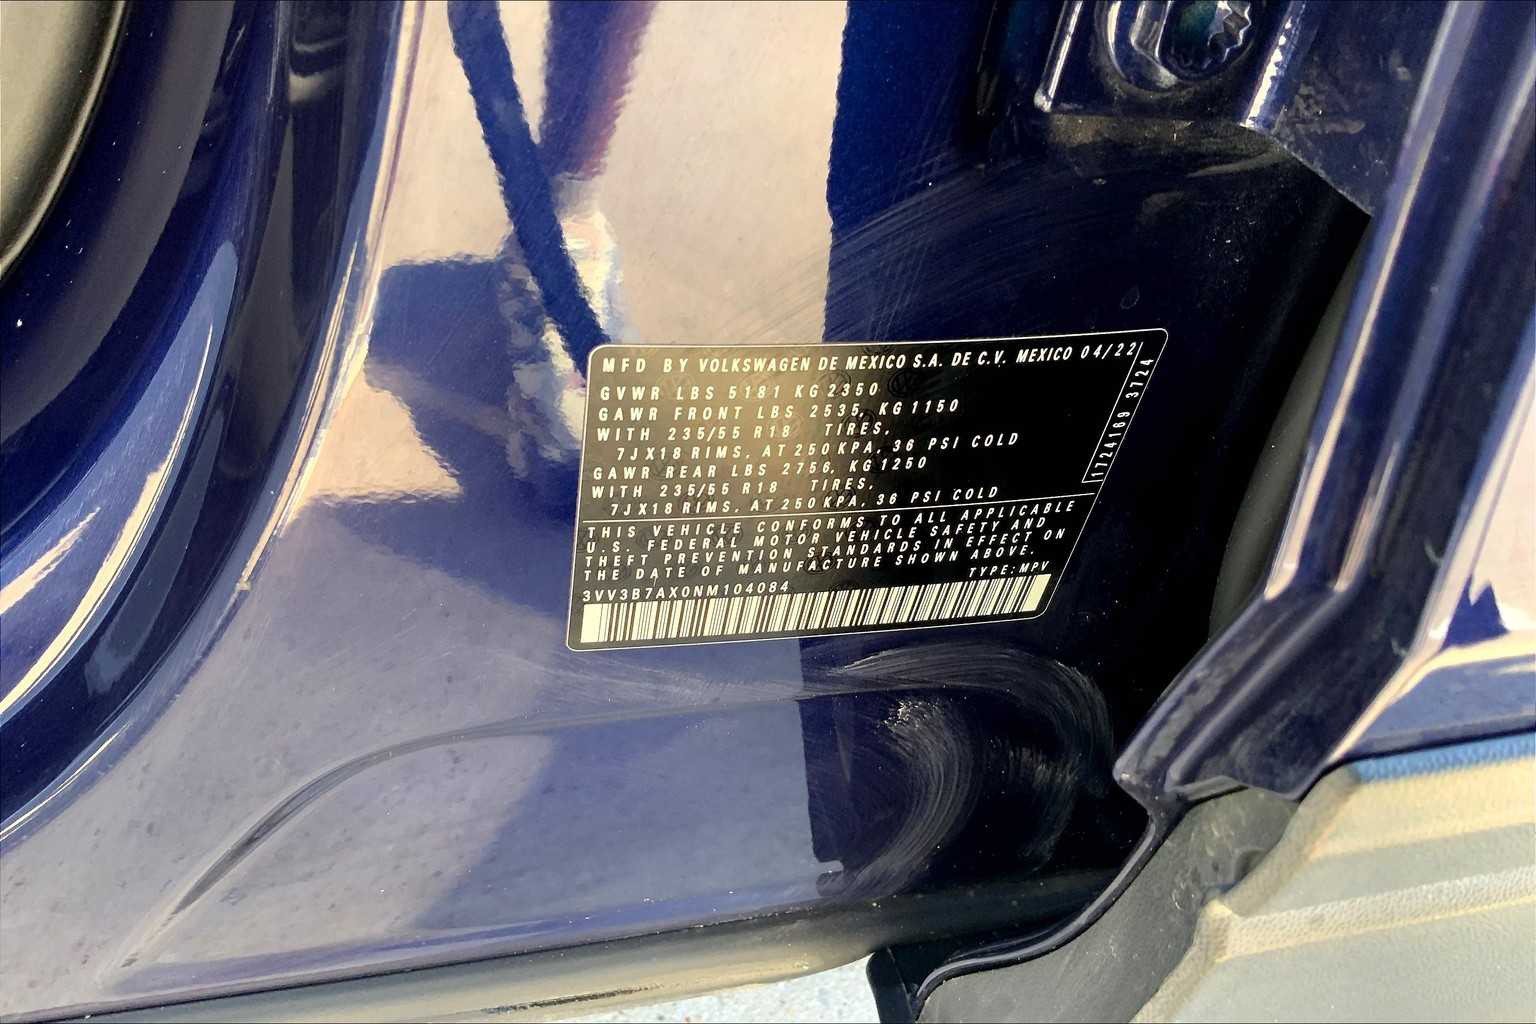 MFD BY VOLKSWAGEN DE MEXICO S.A. DE C.V. MEXICO 04/22
GVWR LBS 5181 KG 2350
GAWR FRONT LBS 2535, KG 1150
WITH 235/55 R18 TIRES,
7JX18 RIMS, AT 250 KPA, 36 PSI COLD
GAWR REAR LBS 2756, KG 1250
WITH 235/55 R18 TIRES,
7JX18 RIMS, AT 250 KPA, 36 PSI COLD
1724169 3724
THIS VEHICLE CONFORMS TO ALL APPLICABLE
U.S. FEDERAL MOTOR VEHICLE SAFETY AND
THEFT PREVENTION STANDARDS IN EFFECT ON
THE DATE OF MANUFACTURE SHOWN ABOVE.
TYPE: MPV
3VV3B7AX0NM104084